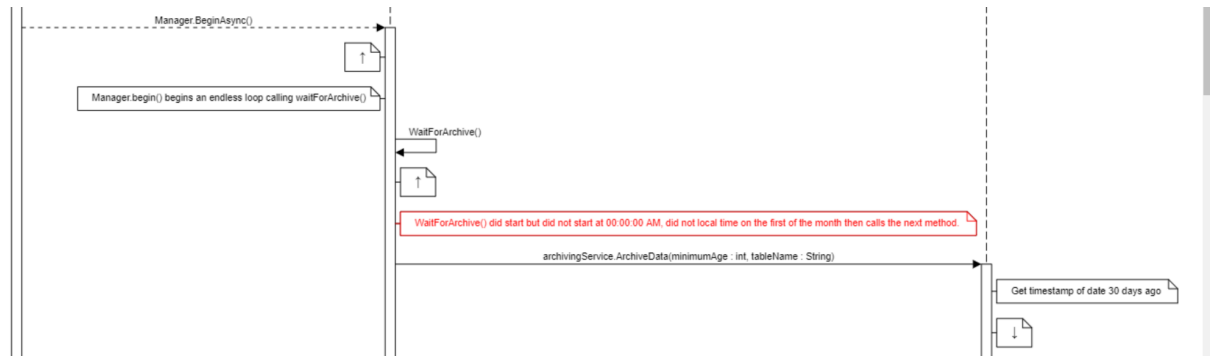 Manager.BeginAsync()
↑
Manager.begin() begins an endless loop calling waitForArchive()
WaitForArchive()
↑
WaitForArchive() did start but did not start at 00:00:00 AM, did not local time on the first of the month then calls the next method.
archivingService.ArchiveData(minimumAge : int, tableName : String)
Get timestamp of date 30 days ago
↓